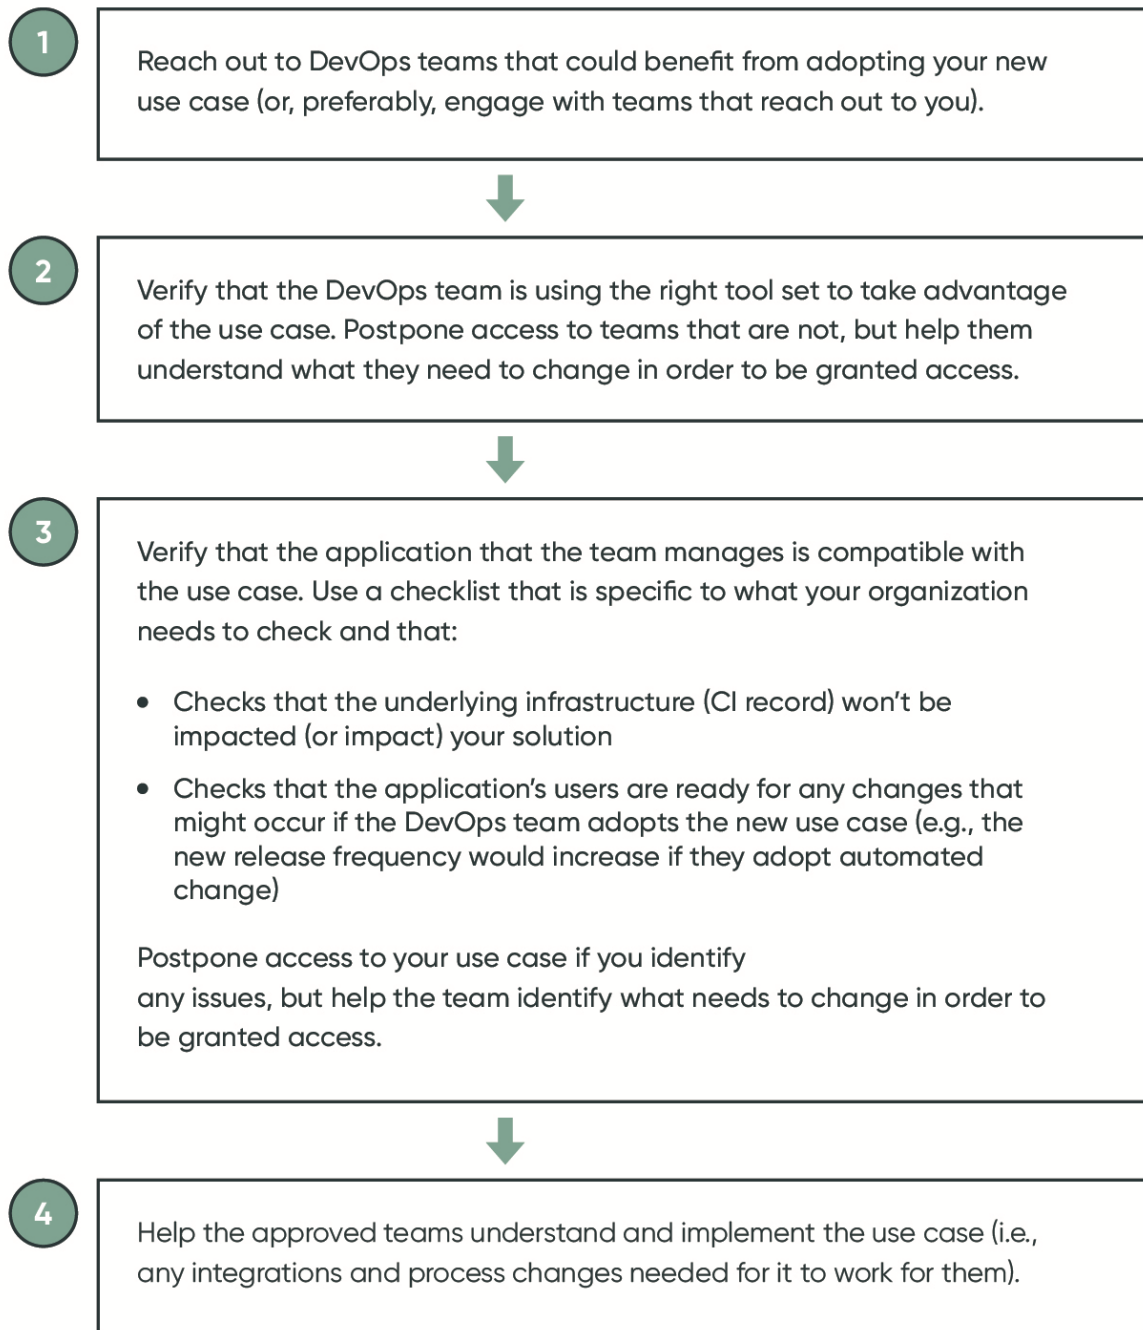 1
Reach out to DevOps teams that could benefit from adopting your new
use case (or, preferably, engage with teams that reach out to you).
2
Verify that the DevOps team is using the right tool set to take advantage
of the use case. Postpone access to teams that are not, but help them
understand what they need to change in order to be granted access.
3
Verify that the application that the team manages is compatible with
the use case. Use a checklist that is specific to what your organization
needs to check and that:
• Checks that the underlying infrastructure (CI record) won’t be
impacted (or impact) your solution
• Checks that the application’s users are ready for any changes that
might occur if the DevOps team adopts the new use case (e.g., the
new release frequency would increase if they adopt automated
change)
Postpone access to your use case if you identify
any issues, but help the team identify what needs to change in order to
be granted access.
4
Help the approved teams understand and implement the use case (i.e.,
any integrations and process changes needed for it to work for them).